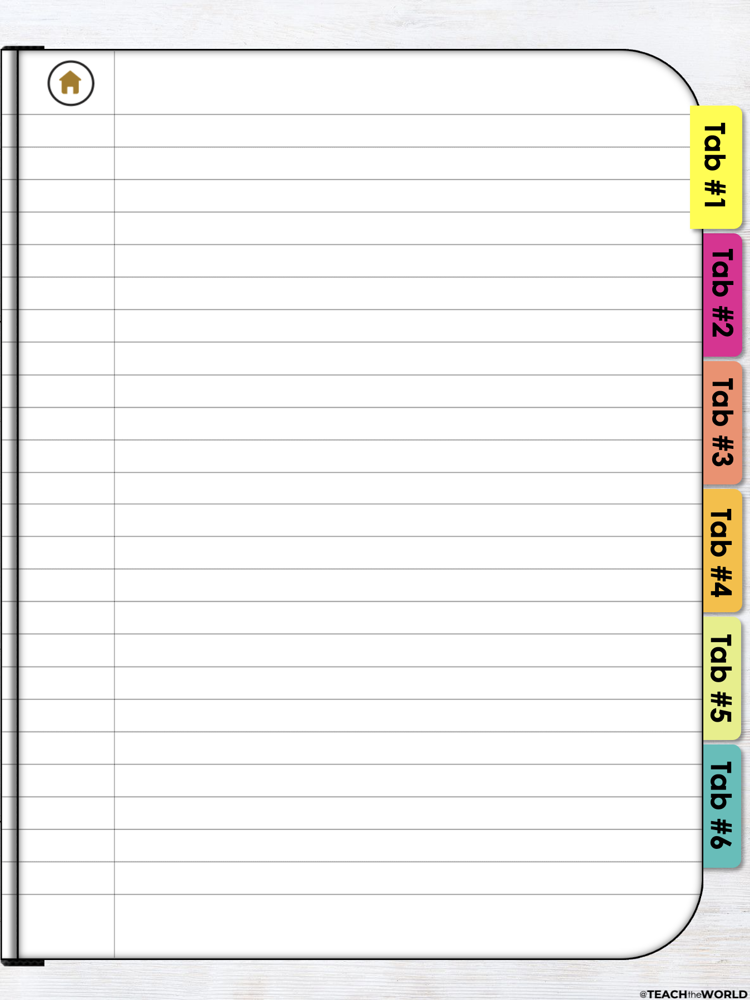 Tab #1
Tab #2
Tab #3
Tab #4
Tab #5
Tab #6
@TEACHtheWORLD